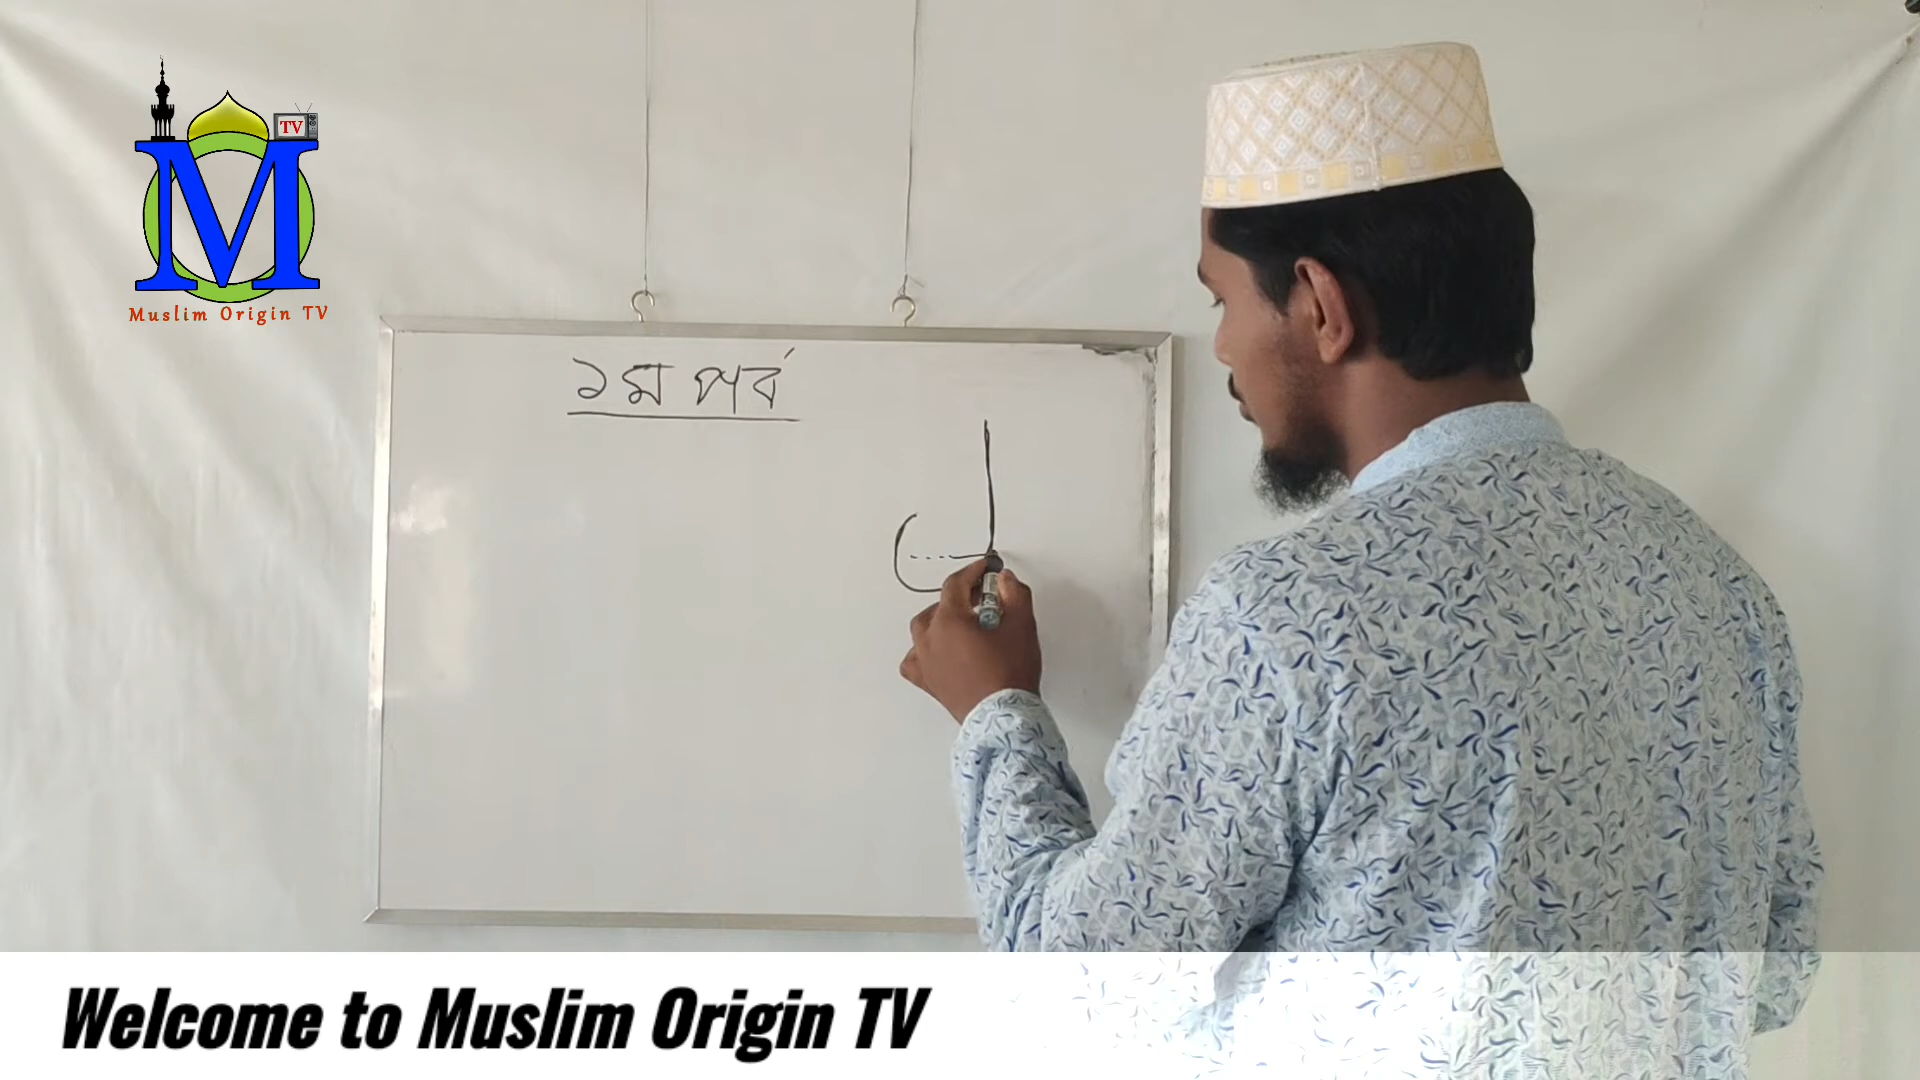 TV
M
Muslim Origin TV
১ম পর্ব
ل
Welcome to Muslim Origin TV